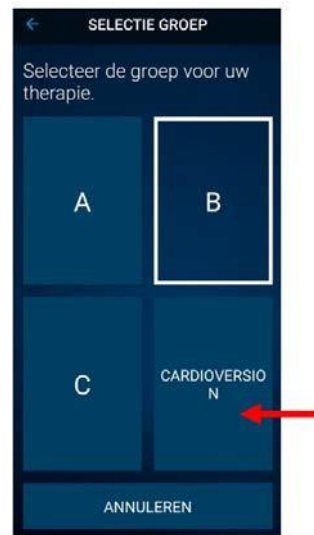 SELECTIE GROEP
Selecteer de groep voor uw
therapie.
A
B
C
CARDIOVERSIO
N
ANNULEREN